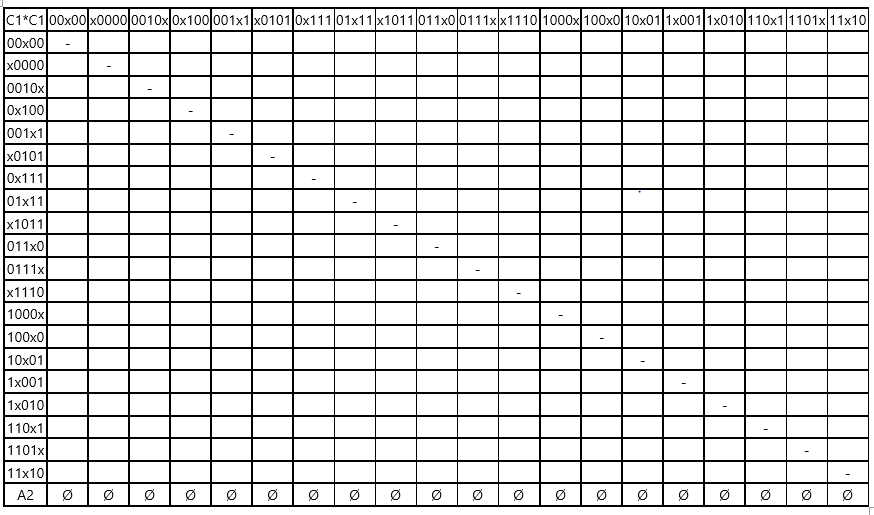 C1*C1 00x00 x0000 0010x 0x100 001x1 x0101 0x111 01x11 x1011 011x0 0111x x1110 1000x 100x0 10x01 1x001 1x010 110x1 1101x 11x10
00x00 -
x0000 -
0010x -
0x100 -
001x1 -
x0101 -
0x111 -
01x11 -
x1011 -
011x0 -
0111x -
x1110 -
1000x -
100x0 -
10x01 -
1x001 -
1x010 -
110x1 -
1101x -
11x10 -
A2 Ø Ø Ø Ø Ø Ø Ø Ø Ø Ø Ø Ø Ø Ø Ø Ø Ø Ø Ø Ø